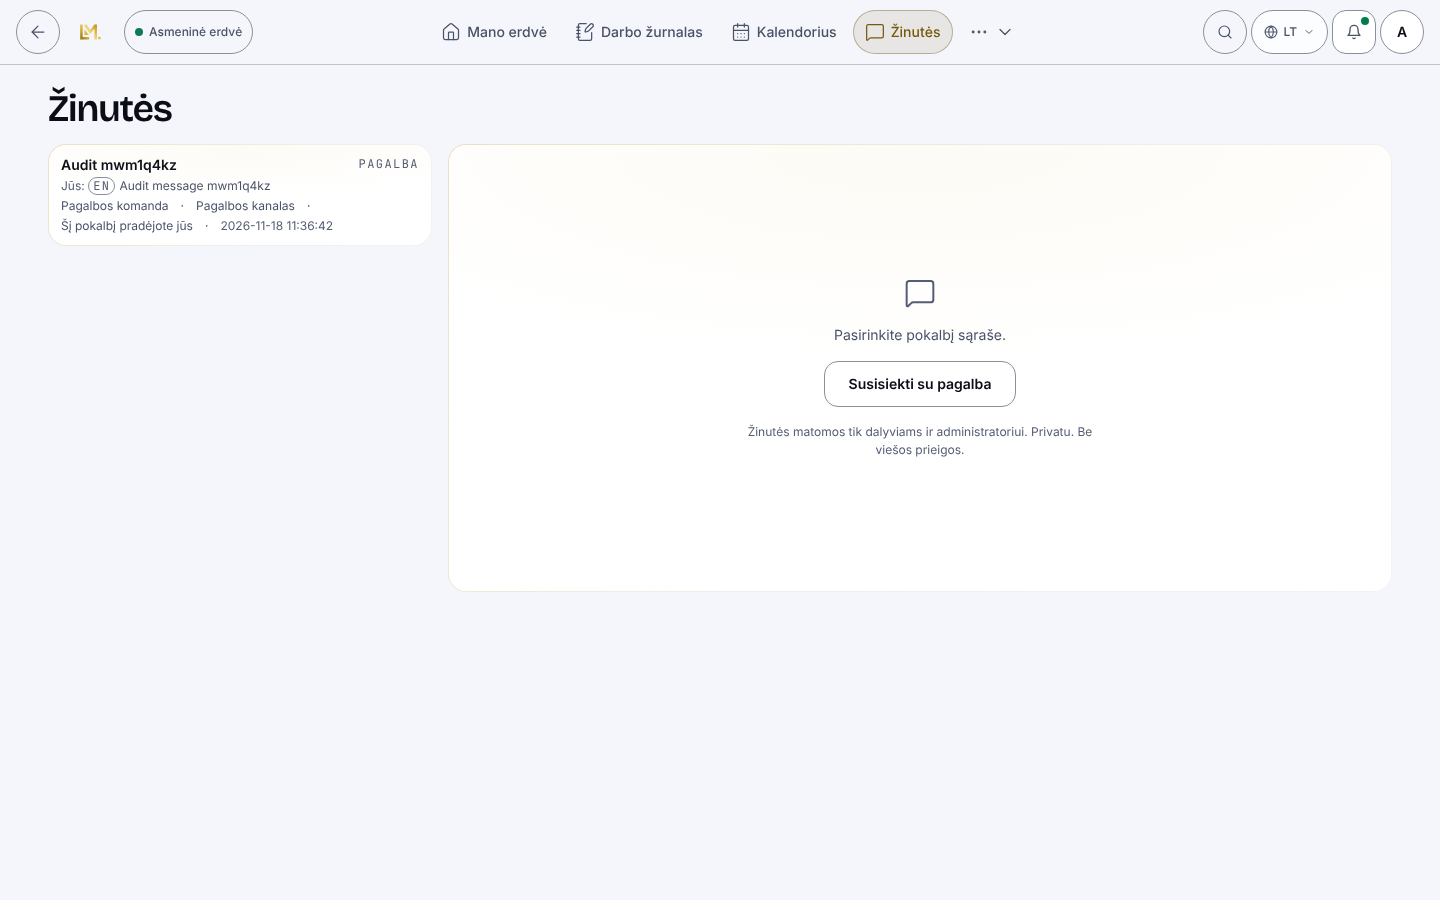 LM.
Asmeninė erdvė
Mano erdvė
Darbo žurnalas
Kalendorius
Žinutės
LT
A
Žinutės
Audit mwm1q4kz
PAGALBA
Jūs: EN Audit message mwm1q4kz
Pagalbos komanda · Pagalbos kanalas ·
Šį pokalbį pradėjote jūs · 2026-11-18 11:36:42
Pasirinkite pokalbį sąraše.
Susisiekti su pagalba
Žinutės matomos tik dalyviams ir administratoriui. Privatu. Be
viešos prieigos.